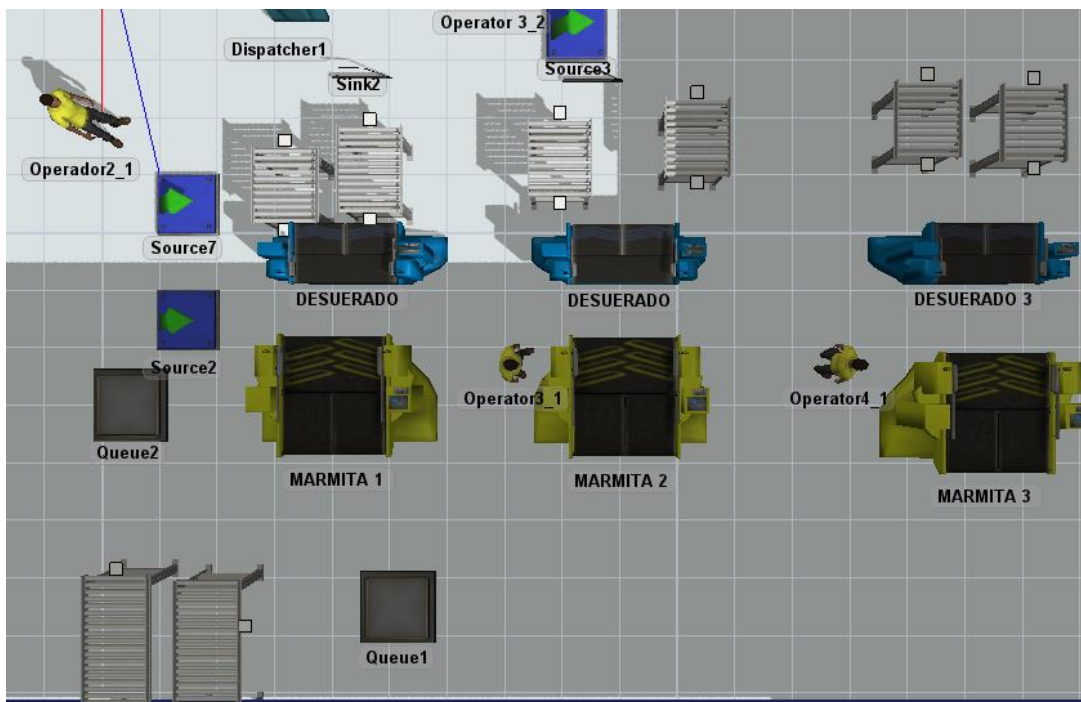 Operator 3_2
Dispatcher1
Source3
Sink2
Operador2_1
Source7
DESUERADO
DESUERADO
DESUERADO 3
Source2
Operator3_1
Operator4_1
Queue2
MARMITA 1
MARMITA 2
MARMITA 3
Queue1